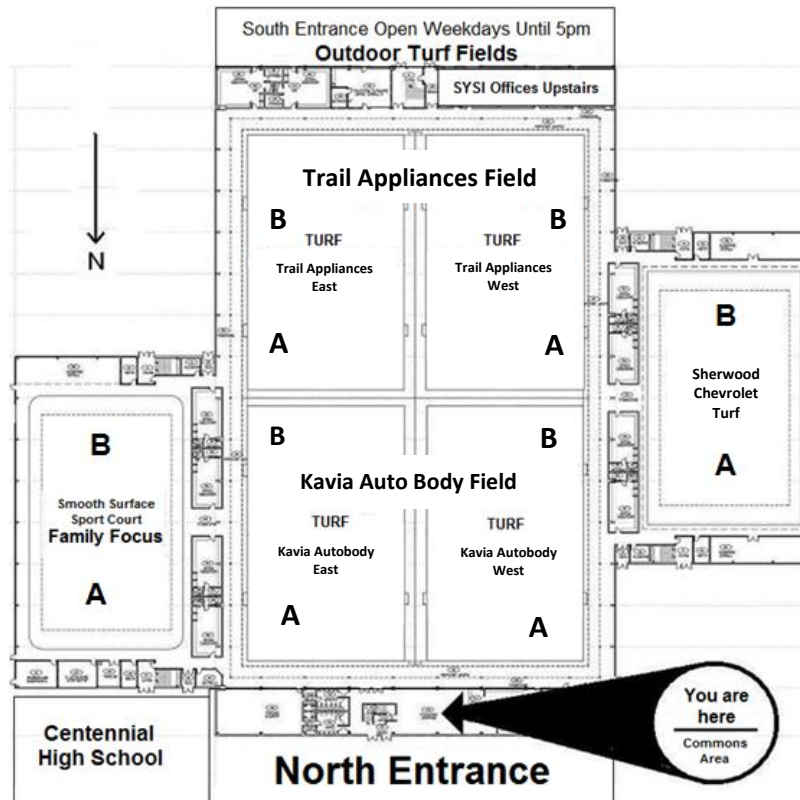 South Entrance Open Weekdays Until 5pm
Outdoor Turf Fields
SYSI Offices Upstairs
N
Trail Appliances Field
B
B
TURF
TURF
Trail Appliances
East
Trail Appliances
West
A
A
B
Sherwood
Chevrolet
Turf
A
B
Smooth Surface
Sport Court
Family Focus
A
B
B
Kavia Auto Body Field
TURF
TURF
Kavia Autobody
East
Kavia Autobody
West
A
A
You are
here
Commons
Area
Centennial
High School
North Entrance